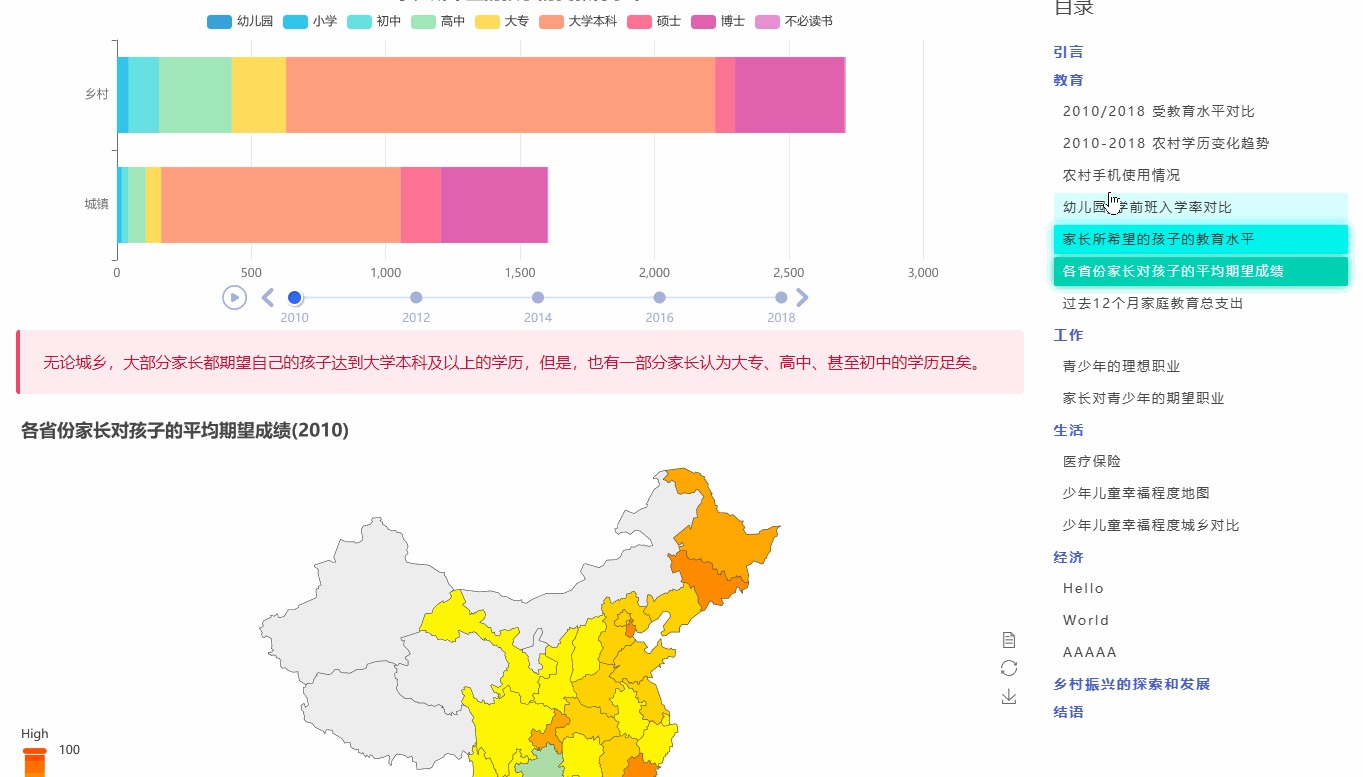 幼儿园 小学 初中 高中 大专 大学本科 硕士 博士 不必读书
乡村
城镇
0 500 1,000 1,500 2,000 2,500 3,000
2010 2012 2014 2016 2018
无论城乡，大部分家长都期望自己的孩子达到大学本科及以上的学历，但是，也有一部分家长认为大专、高中、甚至初中的学历足矣。
各省份家长对孩子的平均期望成绩(2010)
High
100
目录
引言
教育
2010/2018 受教育水平对比
2010-2018 农村学历变化趋势
农村手机使用情况
幼儿园 学前班入学率对比
家长所希望的孩子的教育水平
各省份家长对孩子的平均期望成绩
过去12个月家庭教育总支出
工作
青少年的理想职业
家长对青少年的期望职业
生活
医疗保险
少年儿童幸福程度地图
少年儿童幸福程度城乡对比
经济
Hello
World
AAAAA
乡村振兴的探索和发展
结语